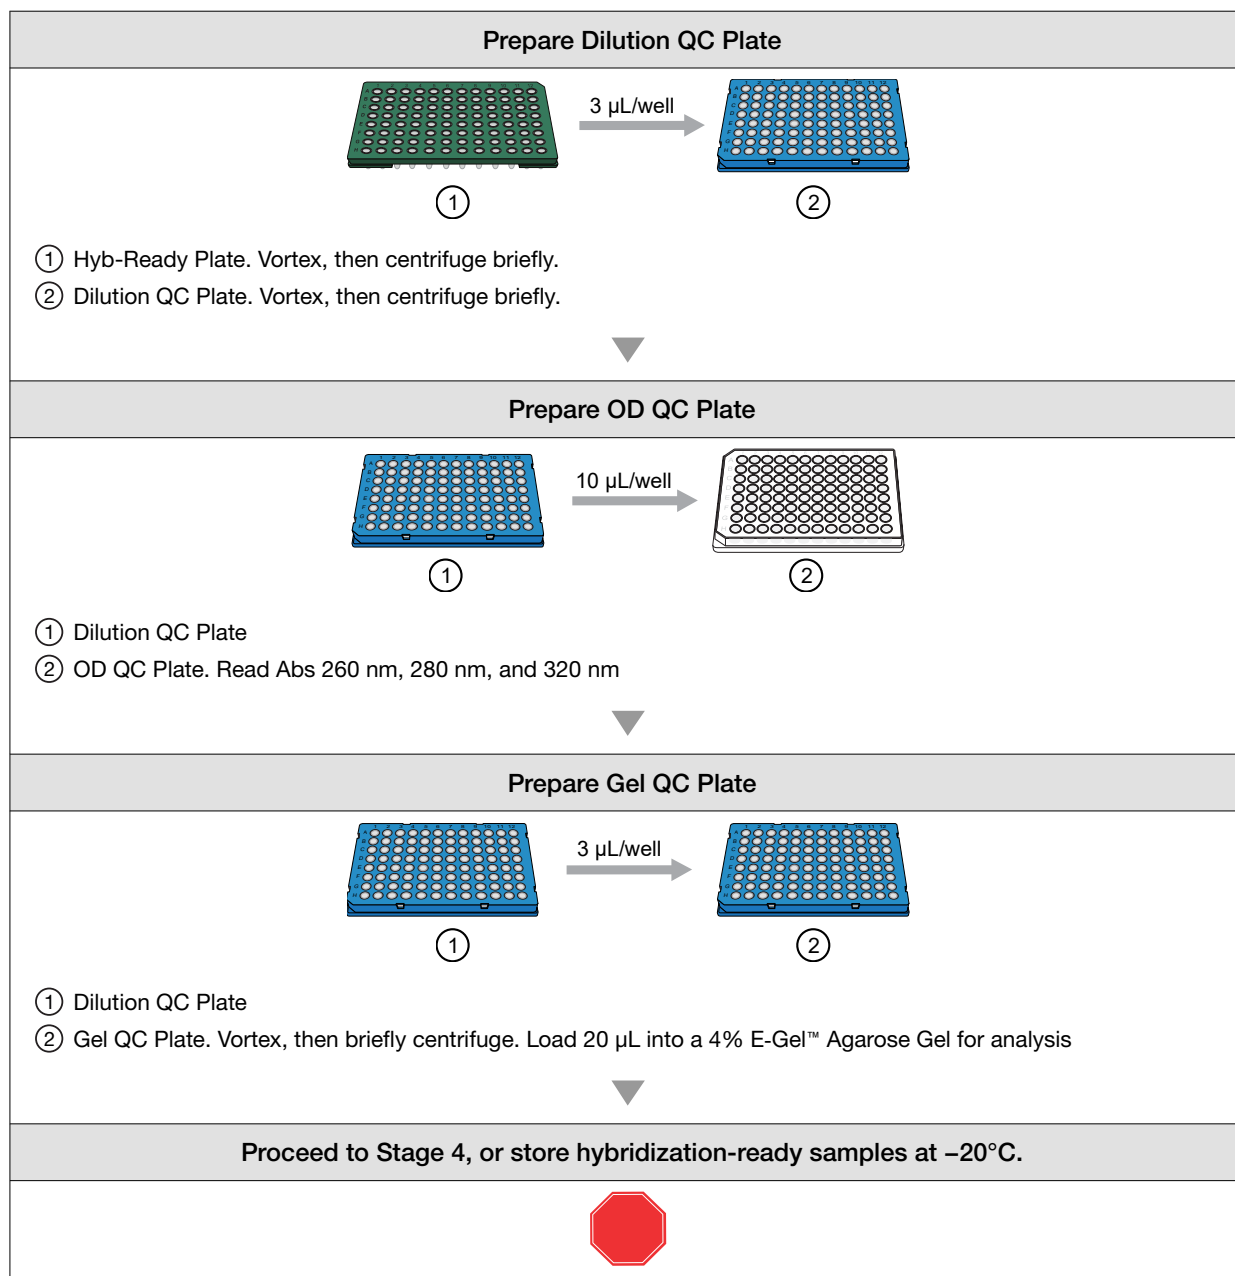 Prepare Dilution QC Plate
3 µL/well
1
2
1 Hyb-Ready Plate. Vortex, then centrifuge briefly.
2 Dilution QC Plate. Vortex, then centrifuge briefly.
Prepare OD QC Plate
10 µL/well
1
2
1 Dilution QC Plate
2 OD QC Plate. Read Abs 260 nm, 280 nm, and 320 nm
Prepare Gel QC Plate
3 µL/well
1
2
1 Dilution QC Plate
2 Gel QC Plate. Vortex, then briefly centrifuge. Load 20 µL into a 4% E-Gel™ Agarose Gel for analysis
Proceed to Stage 4, or store hybridization-ready samples at –20°C.